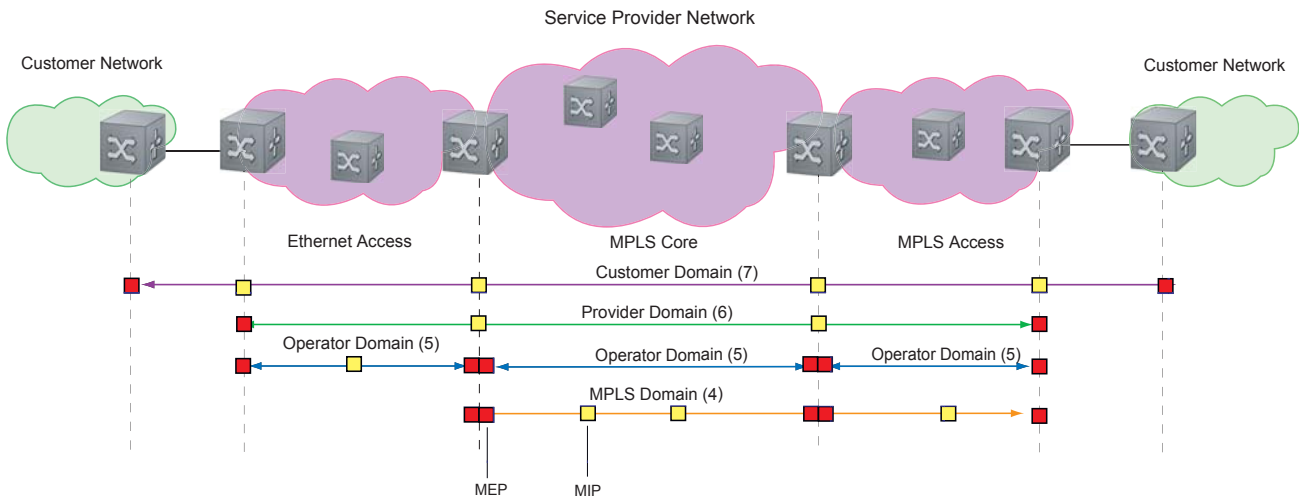 Service Provider Network
Customer Network
Customer Network
Ethernet Access
MPLS Core
MPLS Access
Customer Domain (7)
Provider Domain (6)
Operator Domain (5)
Operator Domain (5)
Operator Domain (5)
MPLS Domain (4)
MEP
MIP